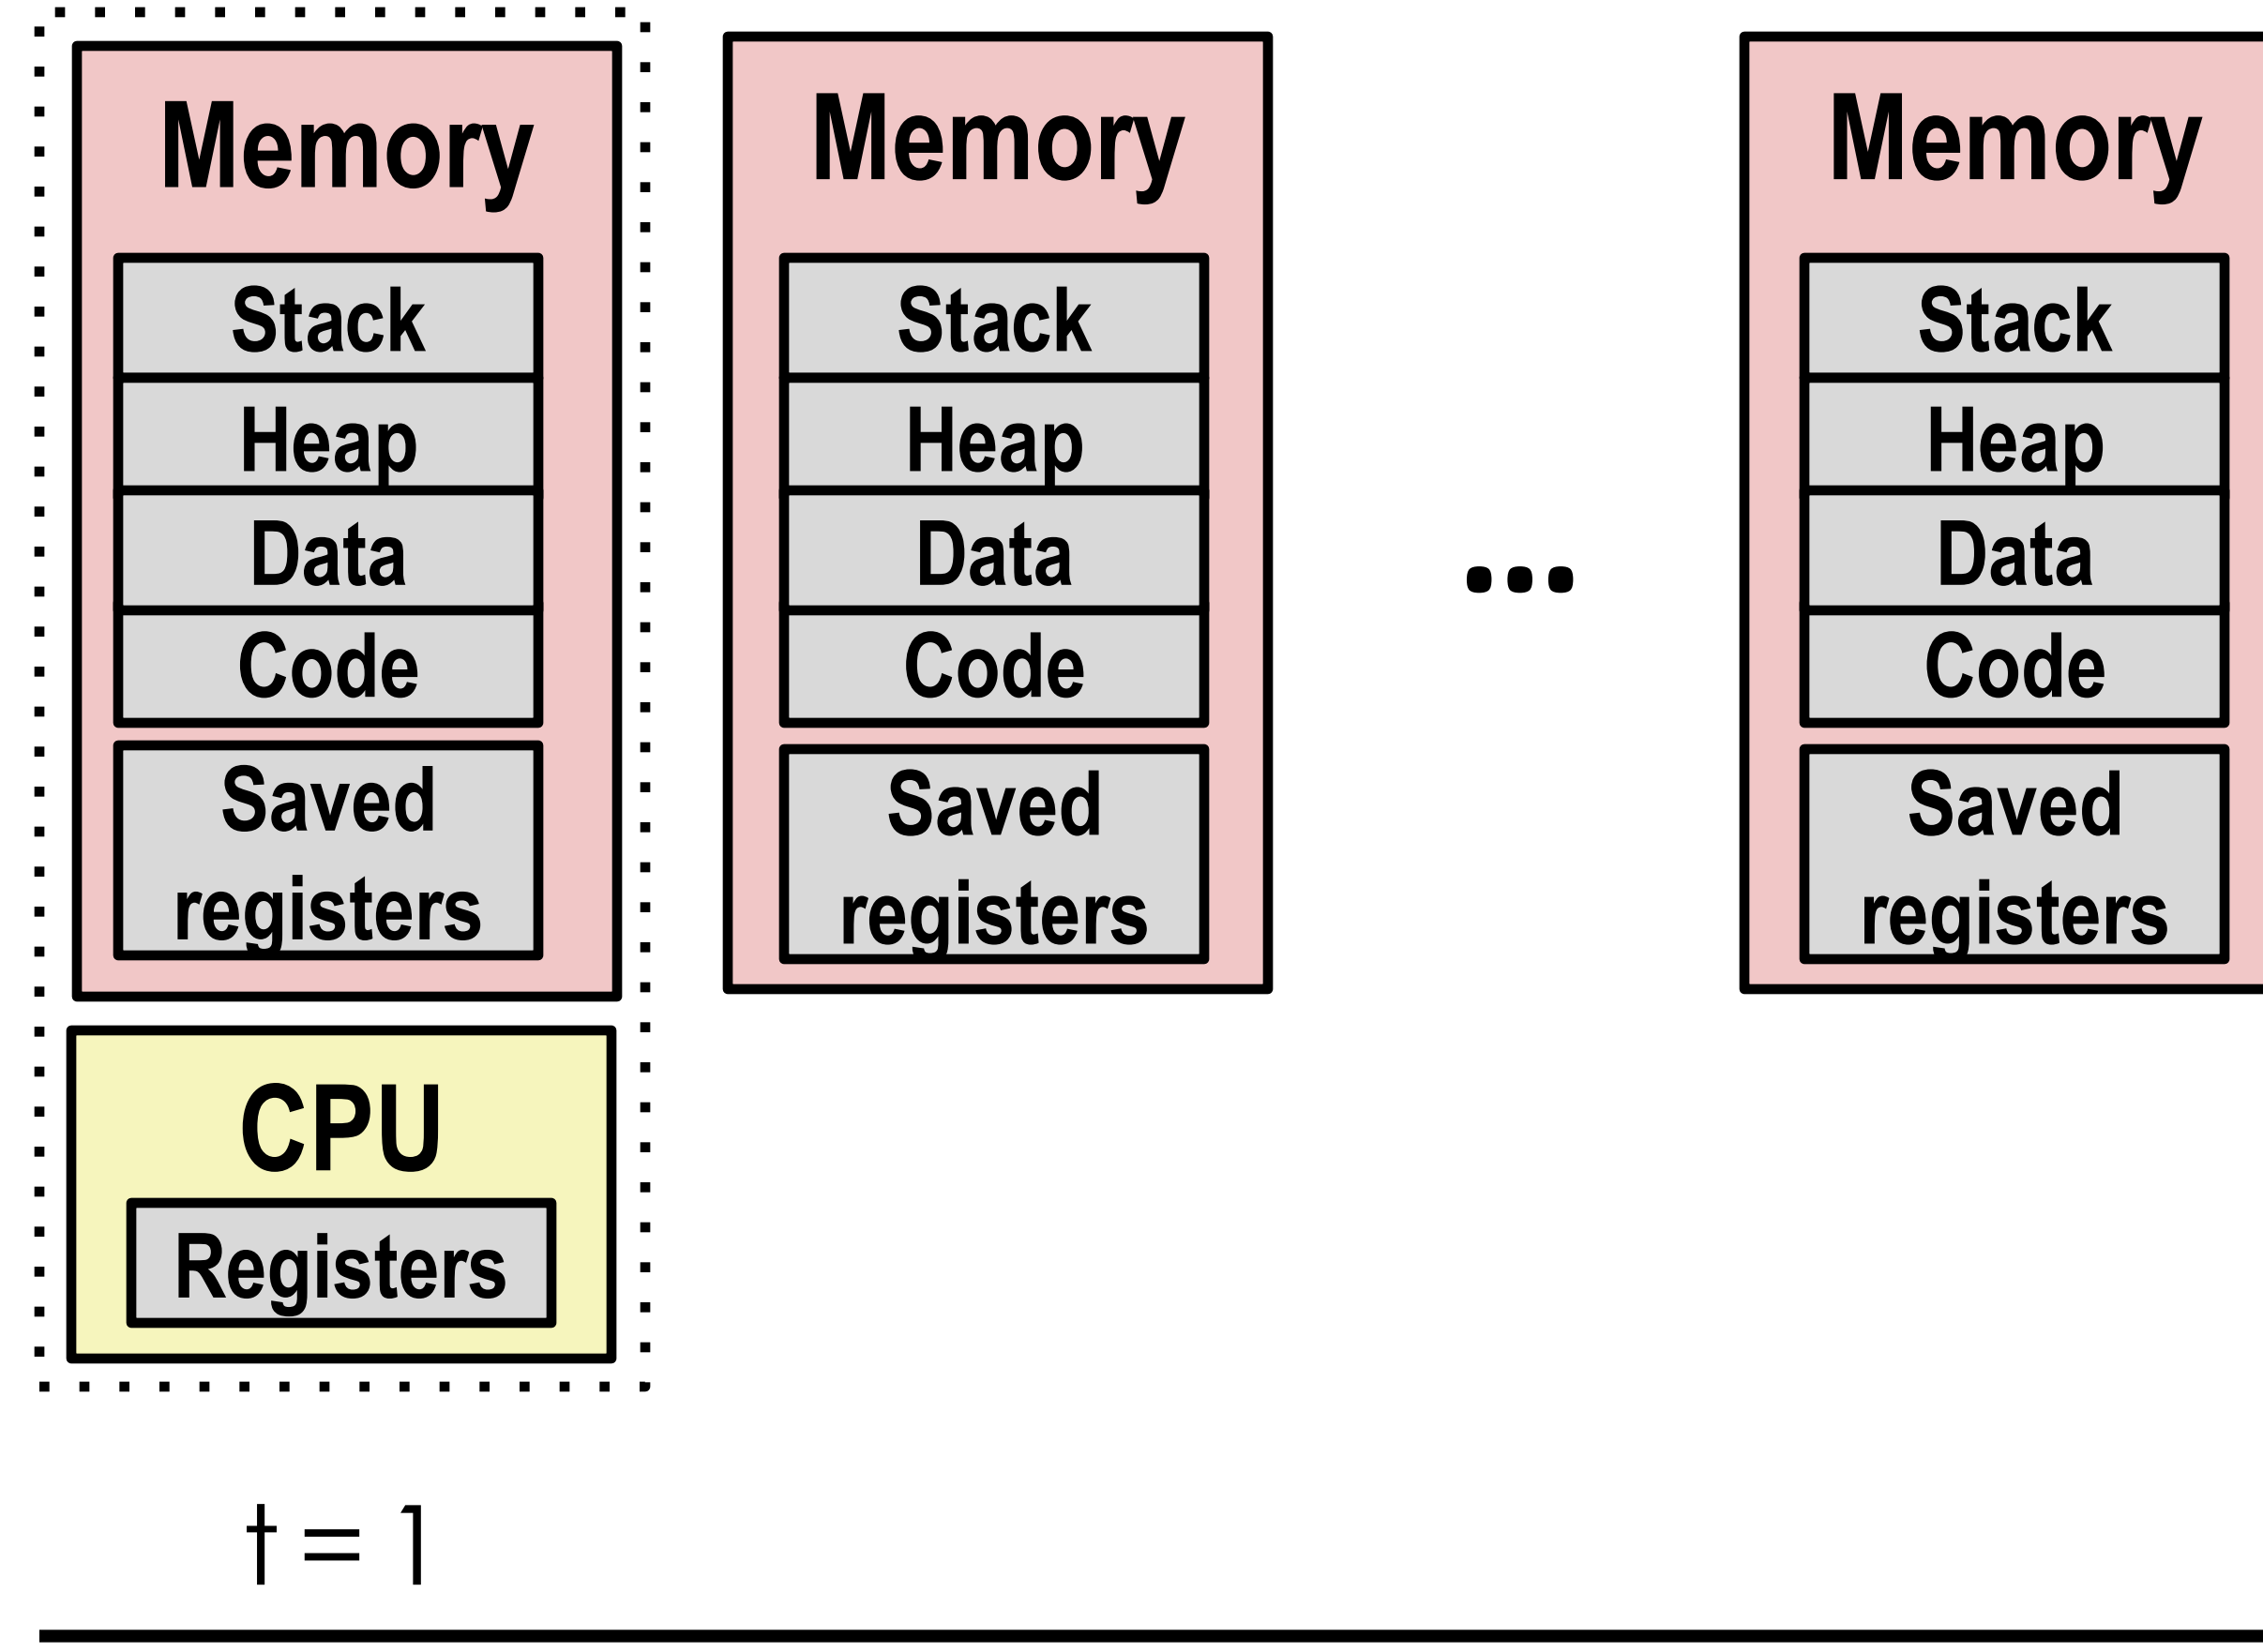 Memory
Stack
Heap
Data
Code
Saved
registers
CPU
Registers
t = 1
Memory
Stack
Heap
Data
Code
Saved
registers
...
Memory
Stack
Heap
Data
Code
Saved
registers